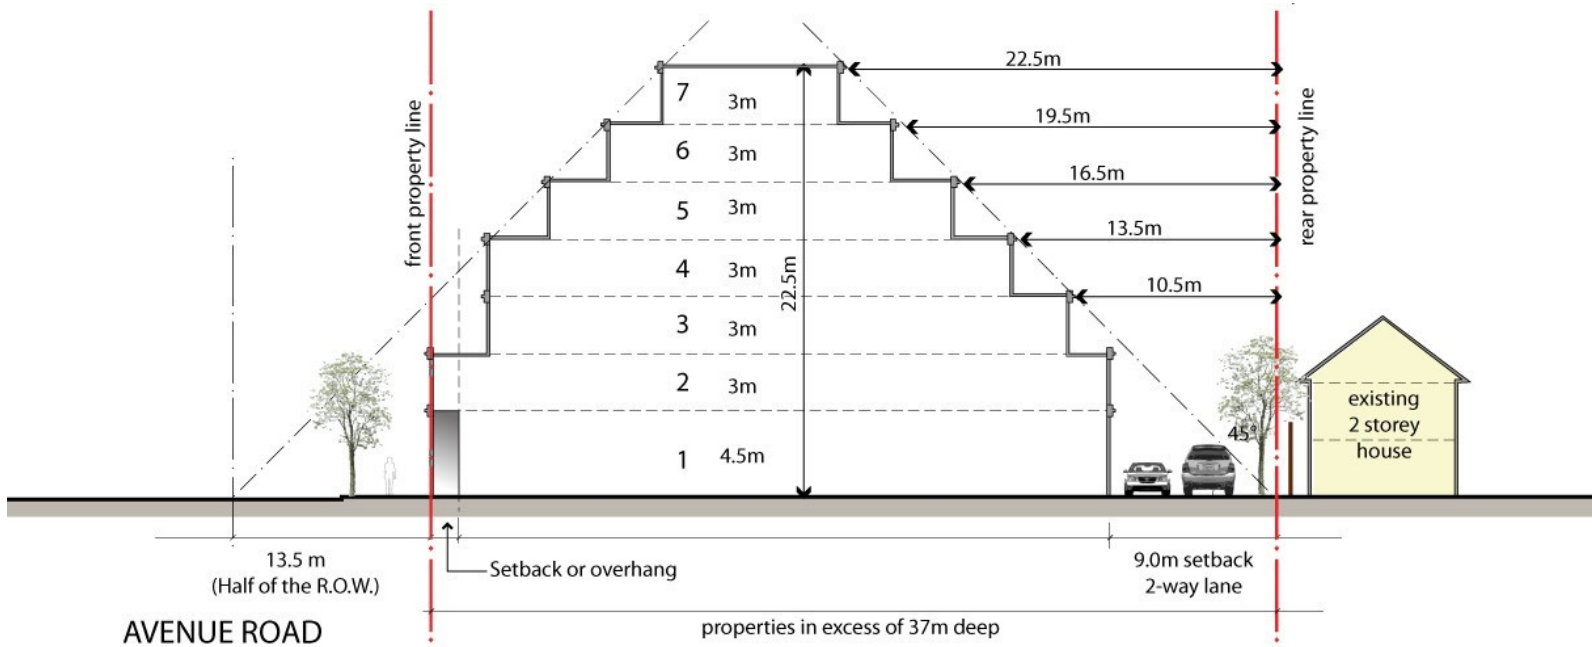 22.5m
7 3m
front property line
19.5m
rear property line
6 3m
16.5m
5 3m
13.5m
4 3m
22.5m
10.5m
3 3m
2 3m
existing
2 storey
house
45°
1 4.5m
13.5 m
(Half of the R.O.W.)
Setback or overhang
9.0m setback
2-way lane
AVENUE ROAD
properties in excess of 37m deep